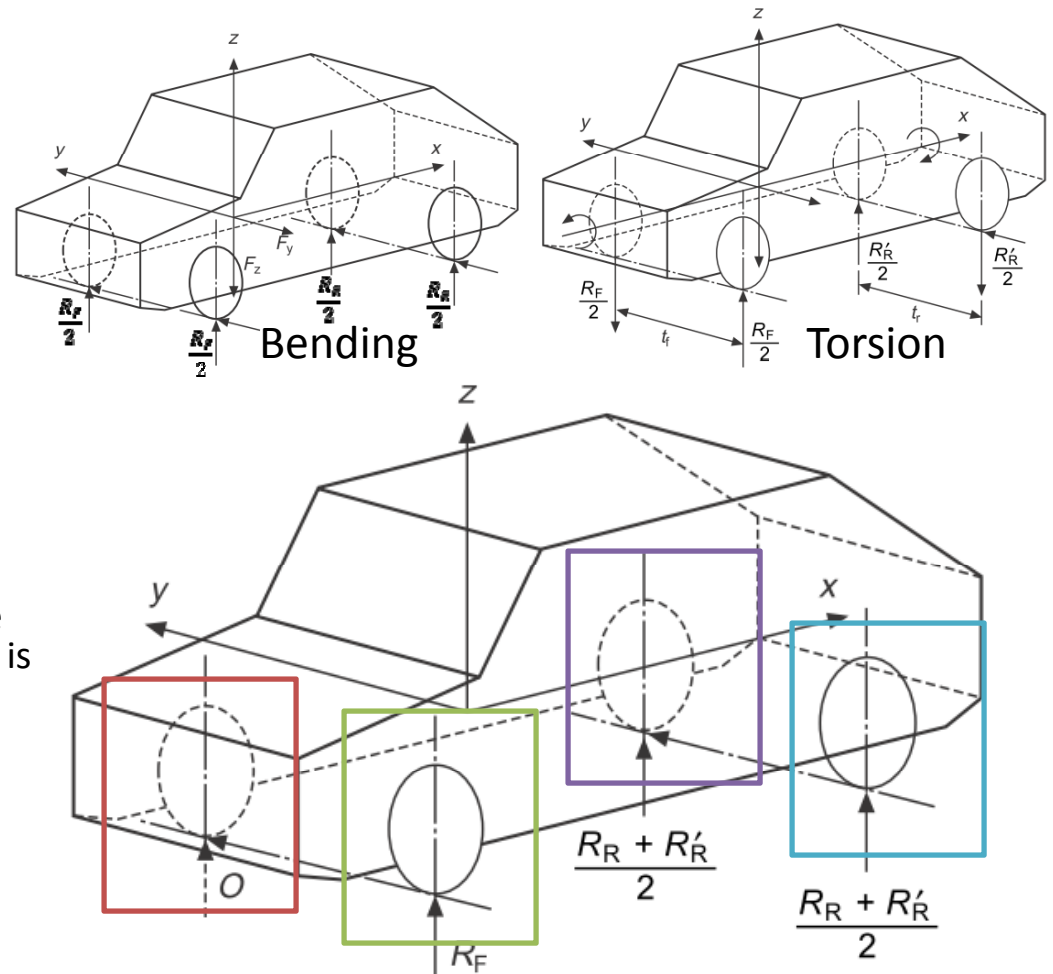 z
y
x
F_y
F_z
R_F/2
R_F/2
R_R/2
R_R/2
Bending
z
y
x
R_F/2
t_f
R_F/2
R′_R/2
R′_R/2
t_r
Torsion
z
y
x
is
O
R_F
(R_R + R′_R)/2
(R_R + R′_R)/2